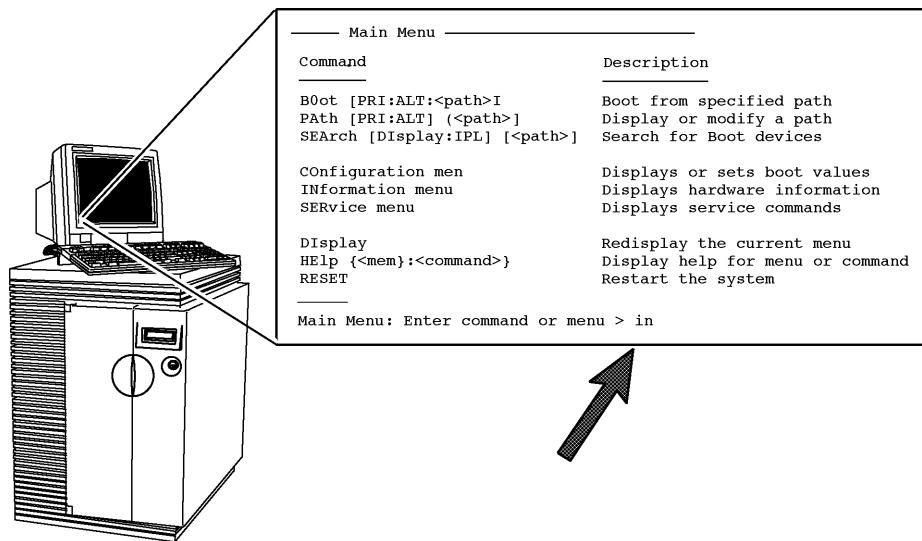 Main Menu
Command Description
B0ot [PRI:ALT:<path>I Boot from specified path
PAth [PRI:ALT] (<path>] Display or modify a path
SEArch [DIsplay:IPL] [<path>] Search for Boot devices
COnfiguration men Displays or sets boot values
INformation menu Displays hardware information
SERvice menu Displays service commands
DIsplay Redisplay the current menu
HElp {<mem}:<command>} Display help for menu or command
RESET Restart the system
Main Menu: Enter command or menu > in